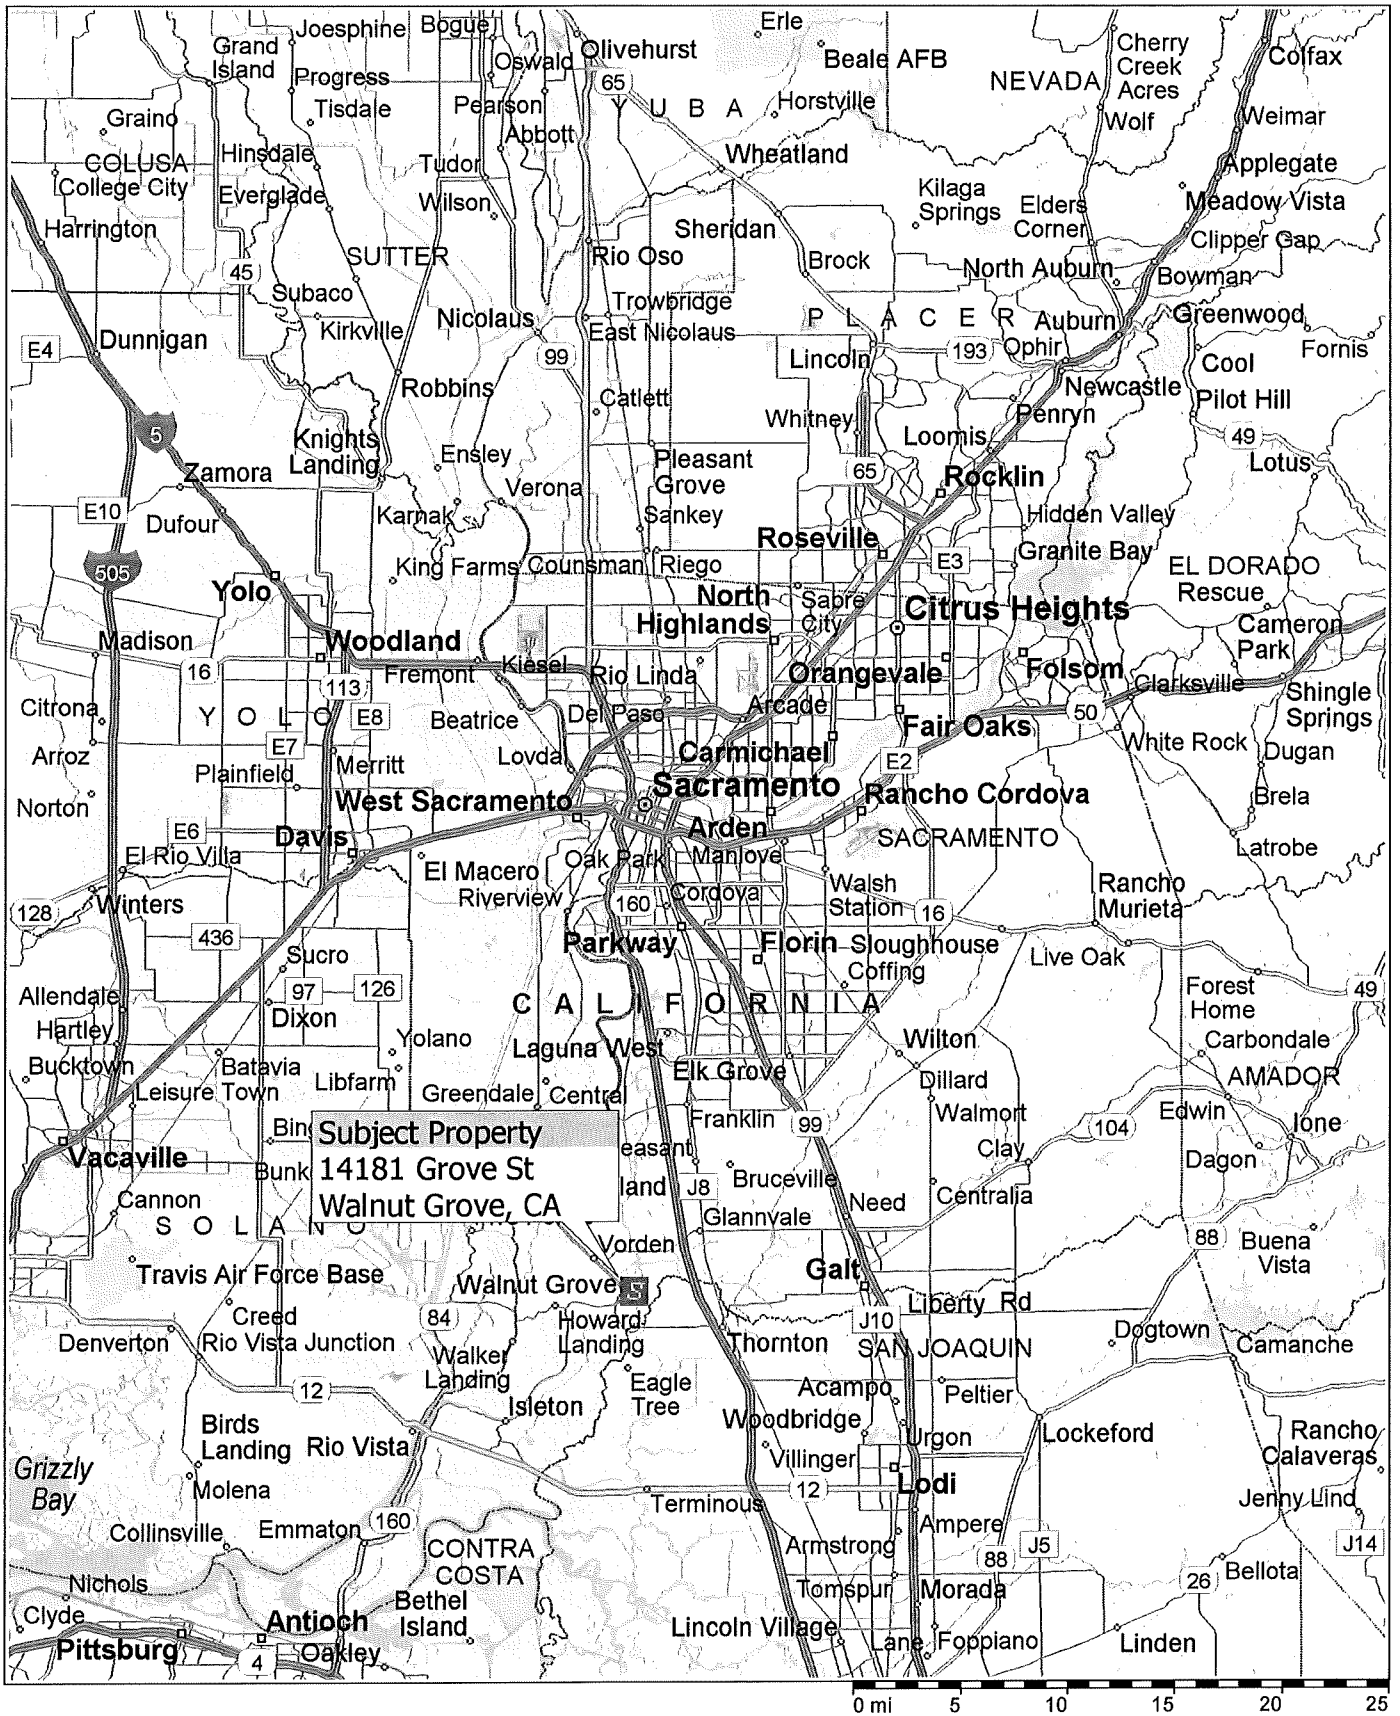 Joesphine
Bogue
Olivehurst
Erle
Grand
Island
Oswald
Beale AFB
Cherry
Creek
Acres
Colfax
Progress
65
NEVADA
Tisdale
Pearson
YUBA
Horstville
Graino
Abbott
Wolf
Weimar
COLUSA
Hinsdale
Tudor
Wheatland
Applegate
College City
Everglade
Wilson
Kilaga
Springs
Elders
Corner
Meadow Vista
Harrington
Sheridan
Clipper Gap
SUTTER
Rio Oso
Brock
North Auburn
Bowman
45
Subaco
Trowbridge
PLACER
Greenwood
Kirkville
Nicolaus
East Nicolaus
Auburn
E4
Dunnigan
99
Lincoln
193
Ophir
Cool
Fornis
Robbins
Catlett
Newcastle
Pilot Hill
Whitney
Penryn
5
Knights
Landing
Ensley
Pleasant
Grove
Loomis
49
Lotus
Zamora
65
Rocklin
E10
Dufour
Karnak
Verona
Sankey
Hidden Valley
Roseville
505
King Farms
Counsman
Riego
E3
Granite Bay
EL DORADO
Yolo
North
Highlands
Sabre
City
Citrus Heights
Rescue
Cameron
Park
Madison
Woodland
16
Fremont
Kiesel
Rio Linda
Orangevale
Folsom
113
Clarksville
Shingle
Springs
Citrona
YOLO
E8
Beatrice
Del Paso
Arcade
50
E7
Fair Oaks
Arroz
Merritt
Lovdal
Carmichael
E2
White Rock
Dugan
Plainfield
Norton
West Sacramento
Sacramento
Rancho Cordova
Brela
E6
Davis
Arden
SACRAMENTO
El Rio Villa
El Macero
Oak Park
Manlove
Latrobe
Riverview
Cordova
Walsh
Station
Rancho
Murieta
128
Winters
160
16
436
Parkway
Florin
Sloughhouse
Sucro
Coffing
Live Oak
Allendale
97
126
Forest
Home
49
Hartley
Dixon
CALIFORNIA
Yolano
Wilton
Carbondale
Bucktown
Batavia
Laguna West
Libfarm
Elk Grove
Dillard
AMADOR
Leisure Town
Greendale
Central
Walmort
Edwin
Franklin
99
104
Ione
Bing
Subject Property
14181 Grove St
Walnut Grove, CA
easant
land
Clay
Vacaville
Bunk
Bruceville
Dagon
J8
Cannon
Centralia
SOLANO
Glannvale
Need
Vorden
88
Buena
Vista
Travis Air Force Base
Galt
Walnut Grove
S
Creed
84
Howard
Landing
J10
Liberty Rd
Denverton
Rio Vista Junction
Thornton
SAN JOAQUIN
Dogtown
Camanche
Walker
Landing
12
Eagle
Tree
Acampo
Peltier
Isleton
Woodbridge
Birds
Landing
Rio Vista
Urgon
Lockeford
Rancho
Calaveras
Grizzly
Bay
Villinger
Molena
Terminous
12
Lodi
Jenny Lind
Collinsville
Emmaton
160
Ampere
CONTRA
COSTA
Armstrong
88
J5
J14
Nichols
Tomspur
Morada
26
Bellota
Clyde
Bethel
Island
Pittsburg
Antioch
4
Oakley
Lincoln Village
Lane
Foppiano
Linden
0 mi 5 10 15 20 25